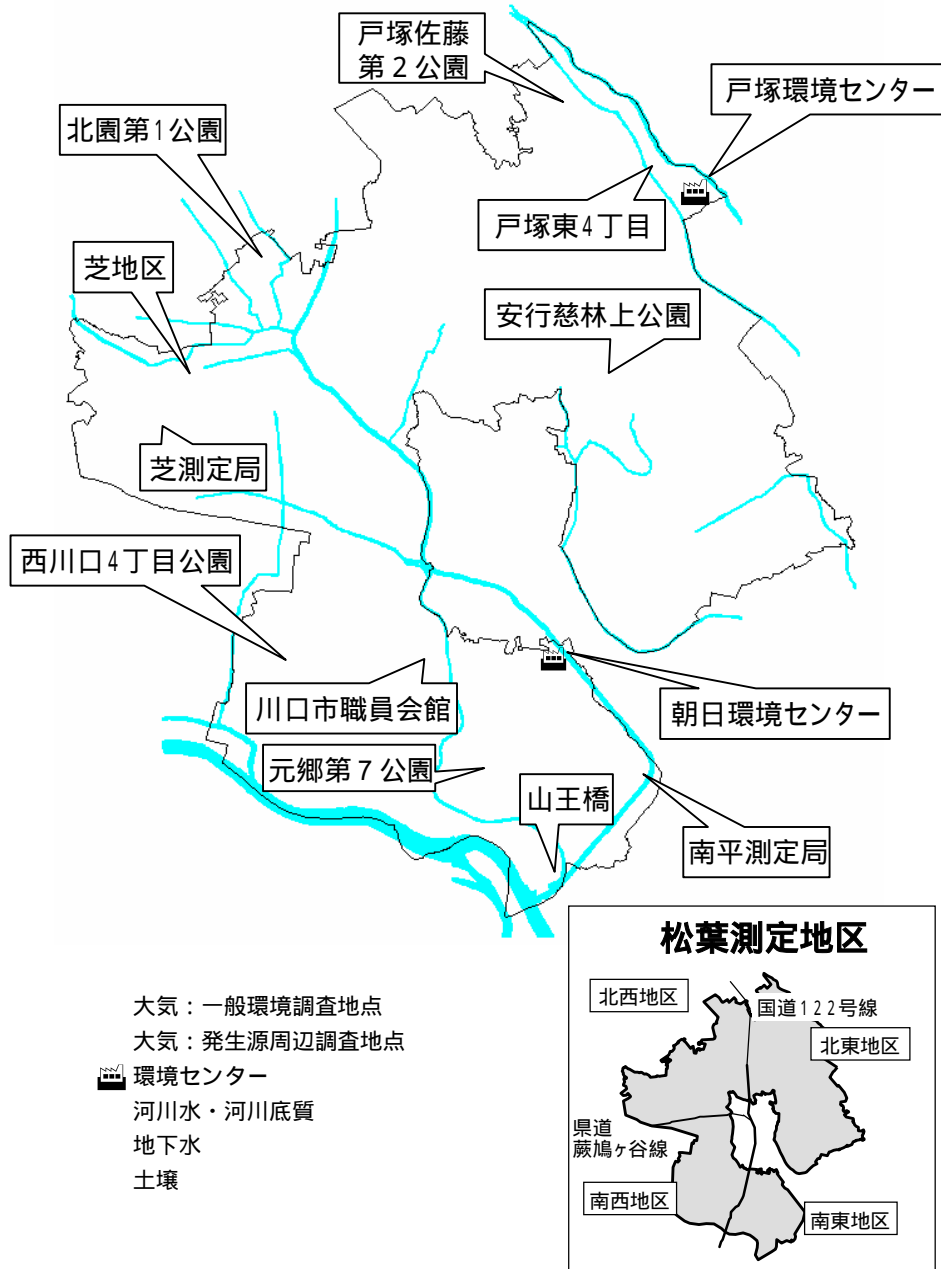 戸塚佐藤
第２公園
戸塚環境センター
北園第1公園
戸塚東4丁目
芝地区
安行慈林上公園
芝測定局
西川口4丁目公園
川口市職員会館
朝日環境センター
元郷第７公園
山王橋
南平測定局
大気：一般環境調査地点
大気：発生源周辺調査地点
環境センター
河川水・河川底質
地下水
土壌
松葉測定地区
北西地区
国道122号線
北東地区
県道
蕨鳩ヶ谷線
南西地区
南東地区